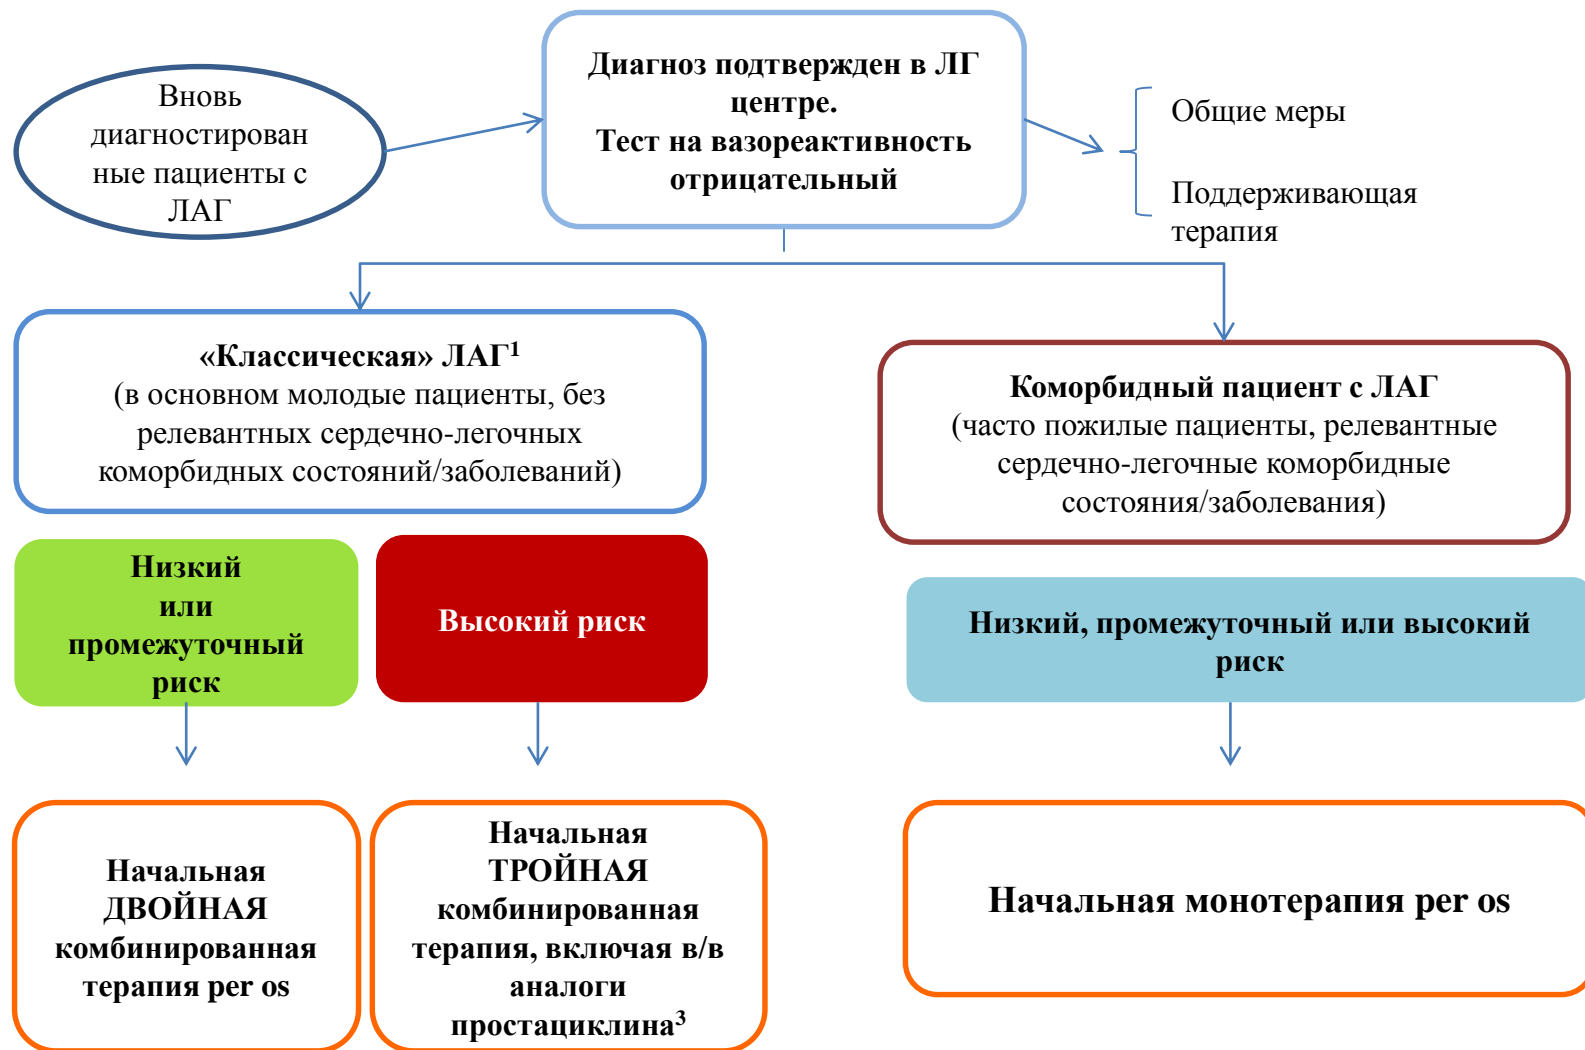 Вновь
диагностирован
ные пациенты с
ЛАГ
Диагноз подтвержден в ЛГ
центре.
Тест на вазореактивность
отрицательный
Общие меры
Поддерживающая
терапия
«Классическая» ЛАГ¹
(в основном молодые пациенты, без
релевантных сердечно-легочных
коморбидных состояний/заболеваний)
Коморбидный пациент с ЛАГ
(часто пожилые пациенты, релевантные
сердечно-легочные коморбидные
состояния/заболевания)
Низкий
или
промежуточный
риск
Высокий риск
Низкий, промежуточный или высокий
риск
Начальная
ДВОЙНАЯ
комбинированная
терапия per os
Начальная
ТРОЙНАЯ
комбинированная
терапия, включая в/в
аналоги
простациклина³
Начальная монотерапия per os